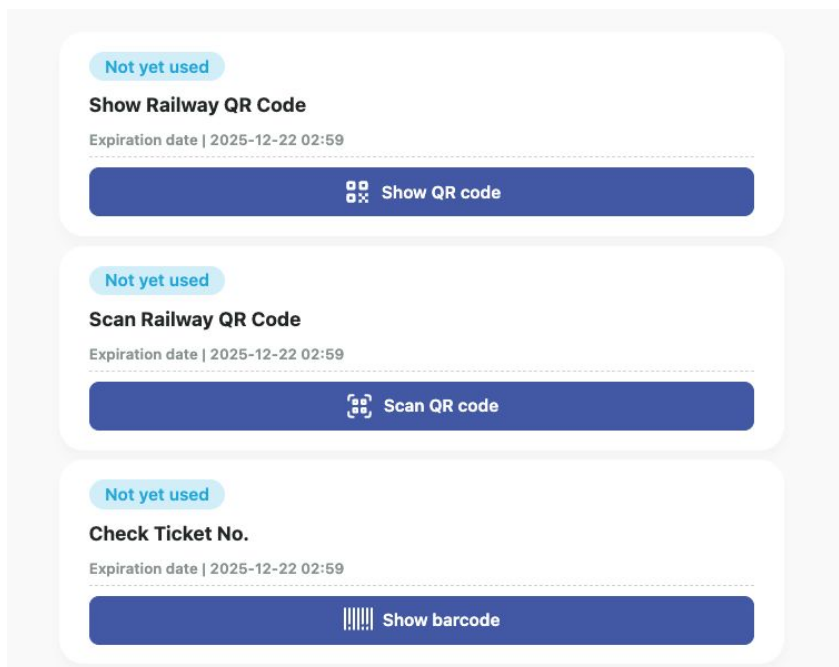 Not yet used
Show Railway QR Code
Expiration date | 2025-12-22 02:59
Show QR code
Not yet used
Scan Railway QR Code
Expiration date | 2025-12-22 02:59
Scan QR code
Not yet used
Check Ticket No.
Expiration date | 2025-12-22 02:59
Show barcode